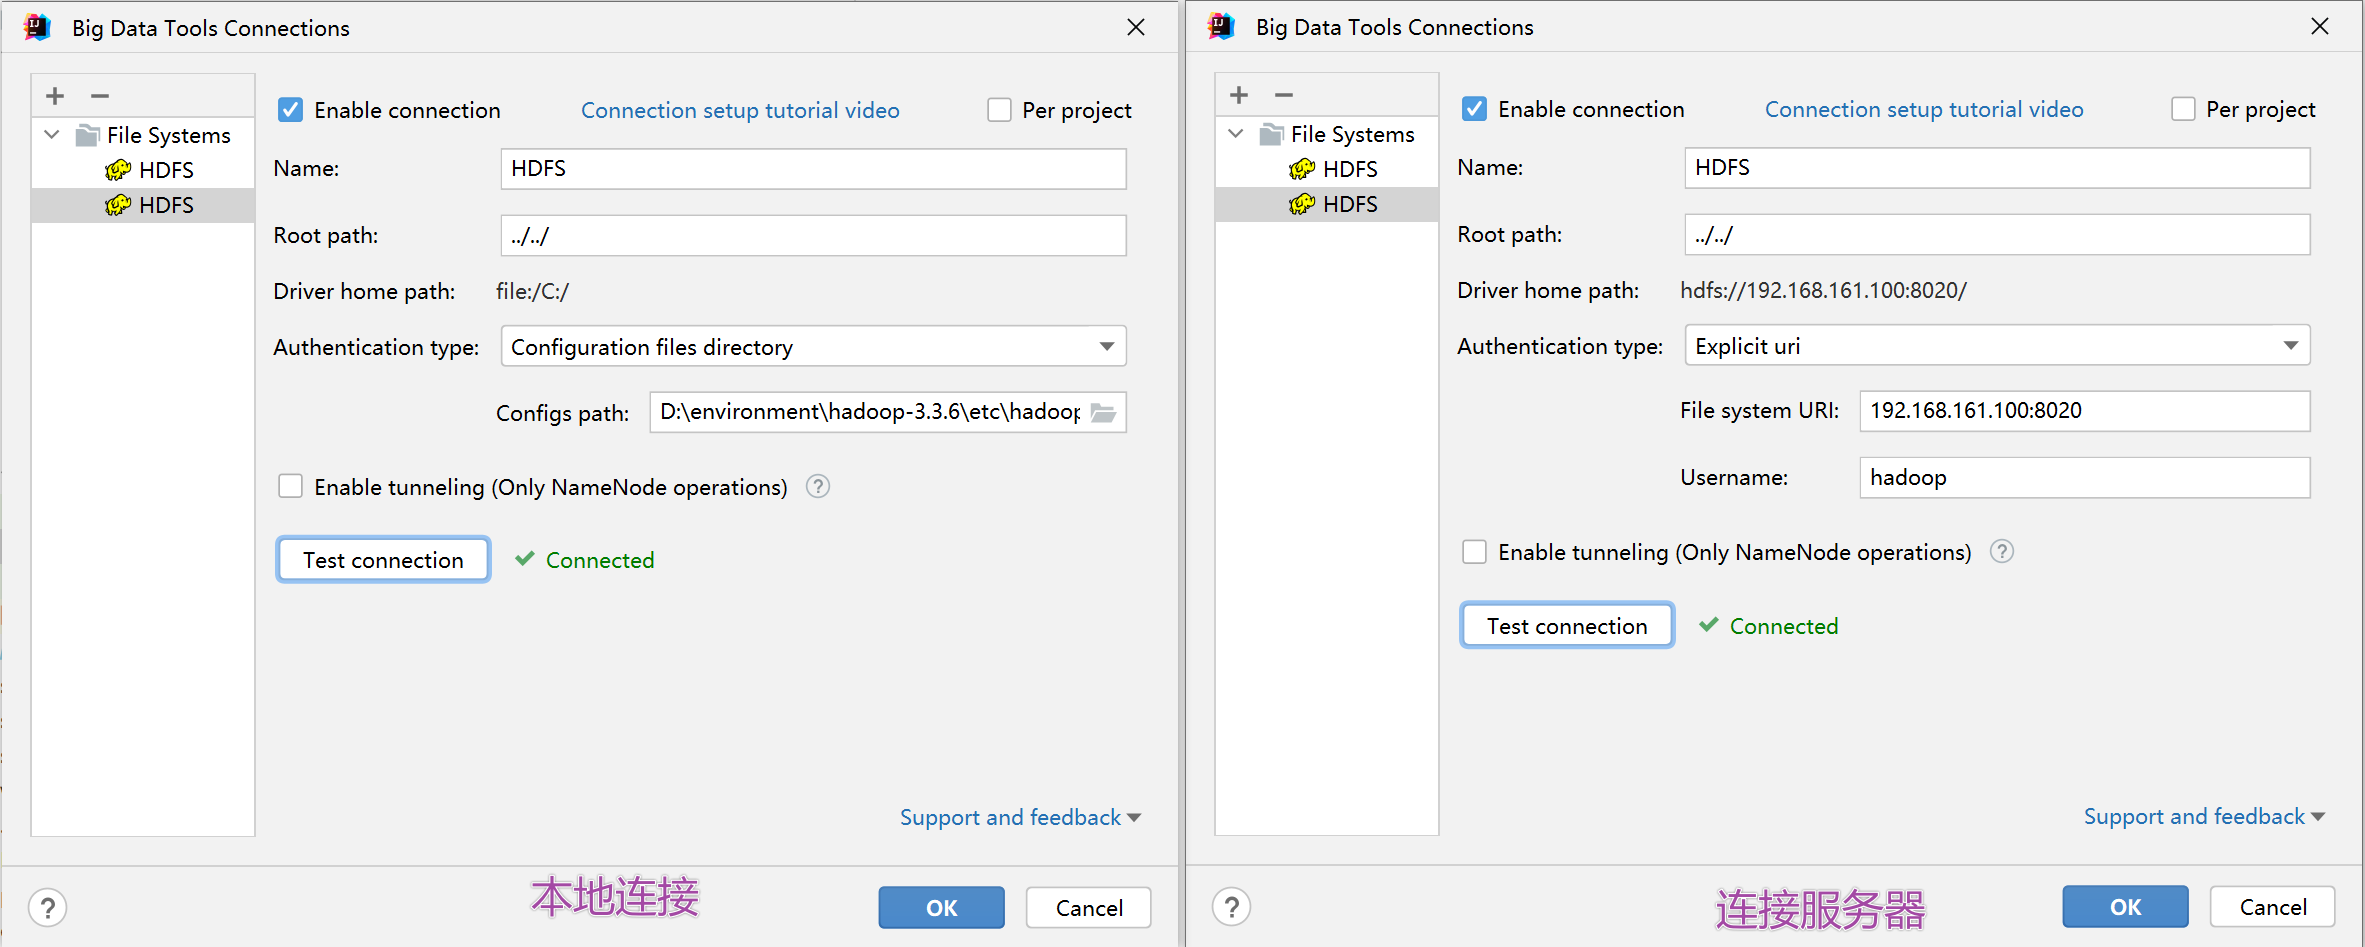 Big Data Tools Connections
File Systems
HDFS
HDFS
Enable connection
Connection setup tutorial video
Per project
Name:
HDFS
Root path:
../../
Driver home path:
file:/C:/
Authentication type:
Configuration files directory
Configs path:
D:\environment\hadoop-3.3.6\etc\hadoop
Enable tunneling (Only NameNode operations)
?
Test connection
Connected
Support and feedback
?
本地连接
OK
Cancel
Big Data Tools Connections
File Systems
HDFS
HDFS
Enable connection
Connection setup tutorial video
Per project
Name:
HDFS
Root path:
../../
Driver home path:
hdfs://192.168.161.100:8020/
Authentication type:
Explicit uri
File system URI:
192.168.161.100:8020
Username:
hadoop
Enable tunneling (Only NameNode operations)
?
Test connection
Connected
Support and feedback
?
连接服务器
OK
Cancel